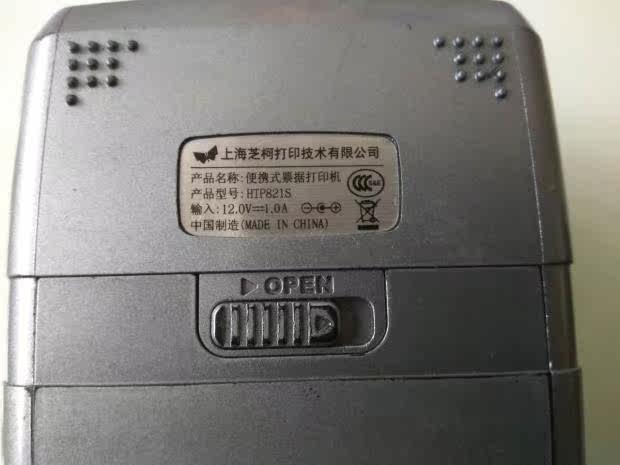 上海芝柯打印技术有限公司
产品名称:便携式票据打印机
产品型号:HTP821S
输入:12.0V⎓1.0A
中国制造(MADE IN CHINA)
OPEN